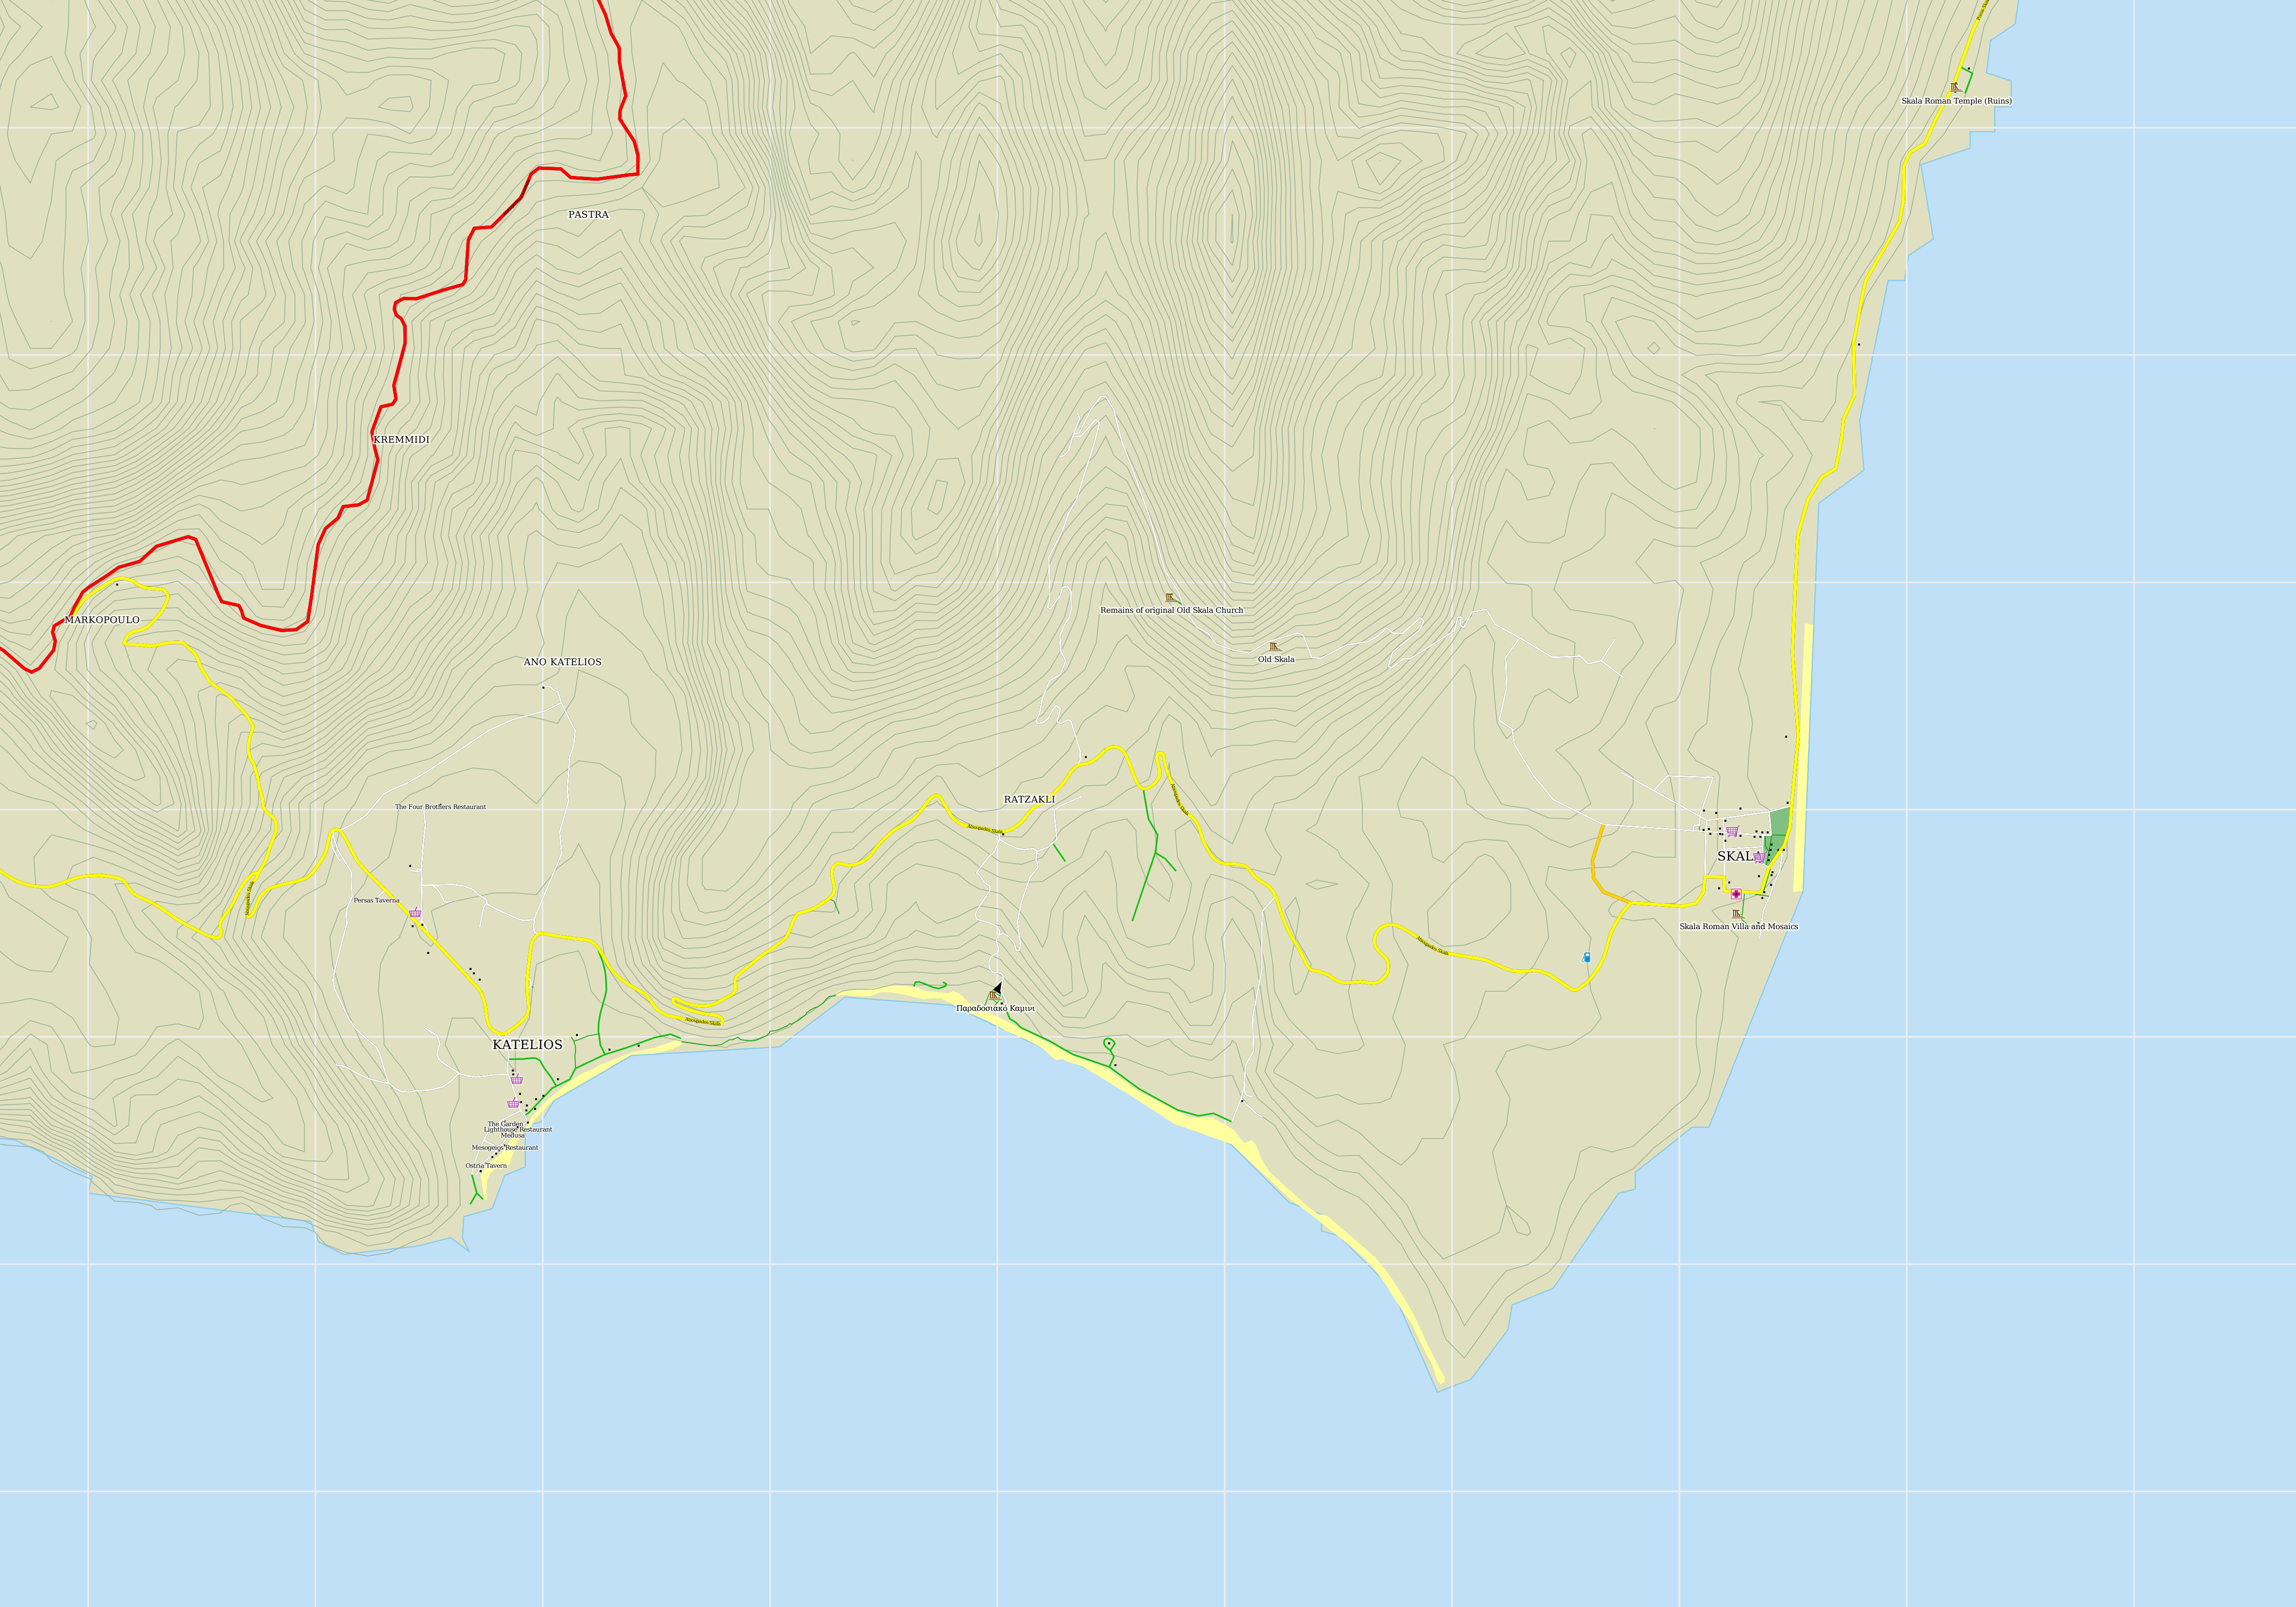 Skala Roman Temple (Ruins)
PASTRA
KREMMIDI
Remains of original Old Skala Church
MARKOPOULO
ANO KATELIOS
Old Skala
RATZAKLI
The Four Brothers Restaurant
SKAL
Persas Taverna
Skala Roman Villa and Mosaics
Παραδοσιακό Καμινι
KATELIOS
The Garden
Lighthouse Restaurant
Medusa
Mesogeios Restaurant
Ostria Tavern